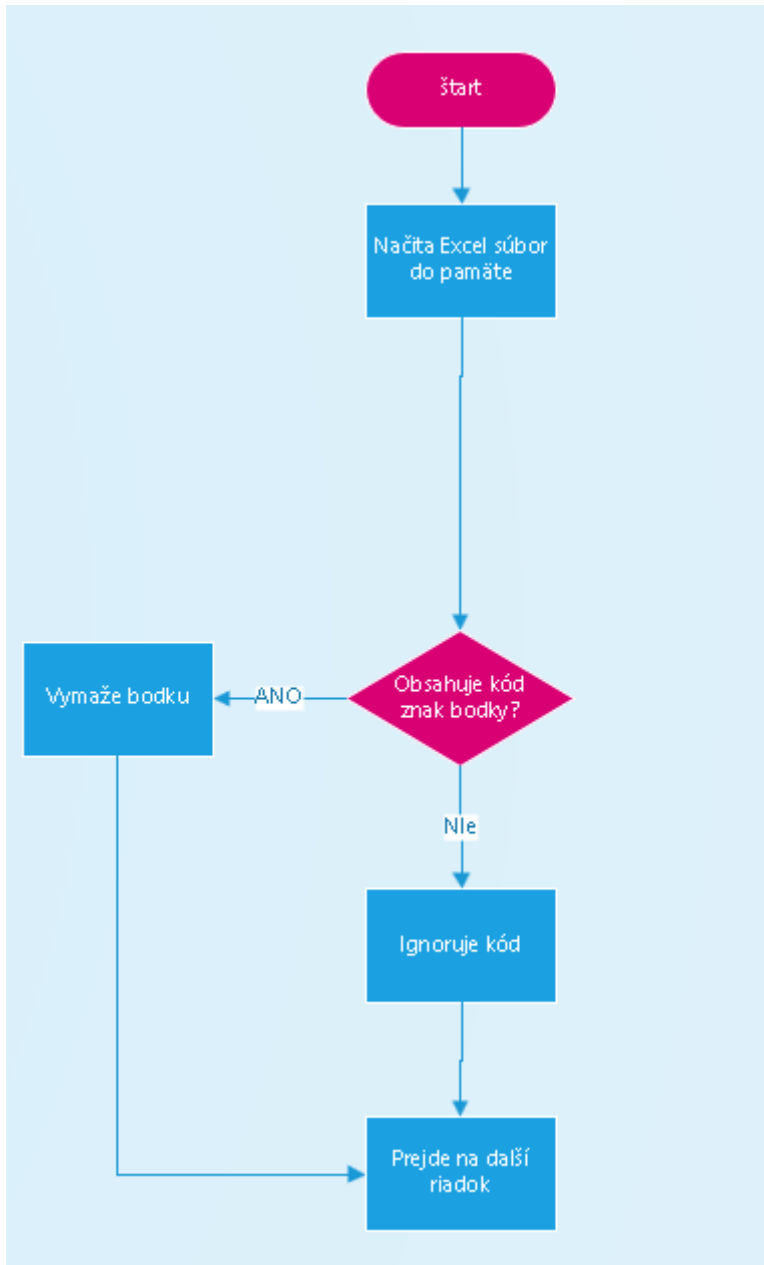 štart
Načita Excel súbor
do pamäte
Obsahuje kód
znak bodky?
ANO
Vymaže bodku
NIe
Ignoruje kód
Prejde na další
riadok